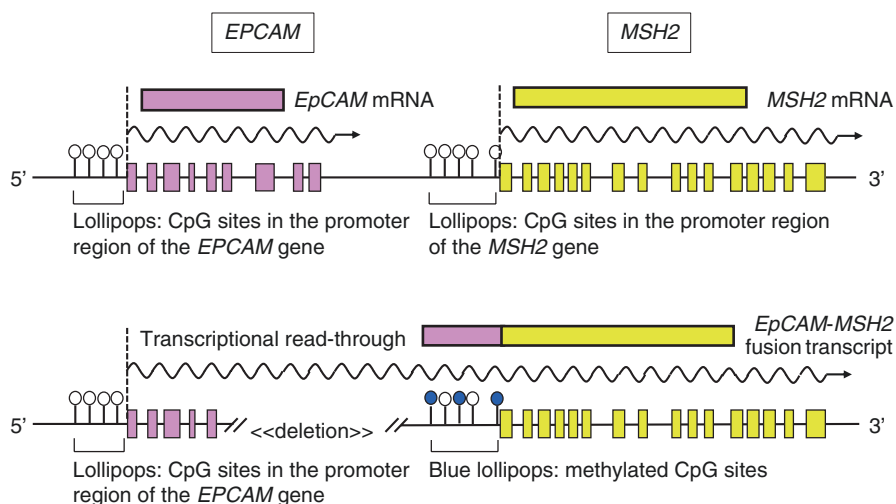 EPCAM
MSH2
EpCAM mRNA
MSH2 mRNA
5’
3’
Lollipops: CpG sites in the promoter
region of the EPCAM gene
Lollipops: CpG sites in the promoter region
of the MSH2 gene
Transcriptional read-through
EpCAM-MSH2
fusion transcript
5’
<<deletion>>
3’
Lollipops: CpG sites in the promoter
region of the EPCAM gene
Blue lollipops: methylated CpG sites